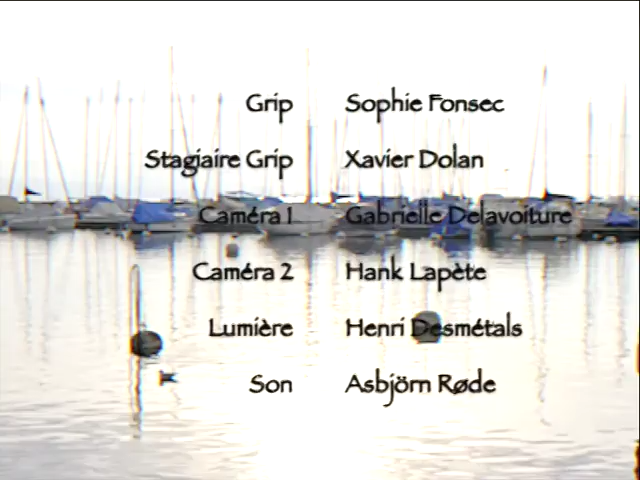 Grip Sophie Fonsec
Stagiaire Grip Xavier Dolan
Caméra 1 Gabrielle Delavoiture
Caméra 2 Hank Lapète
Lumière Henri Desmétals
Son Asbjörn Røde